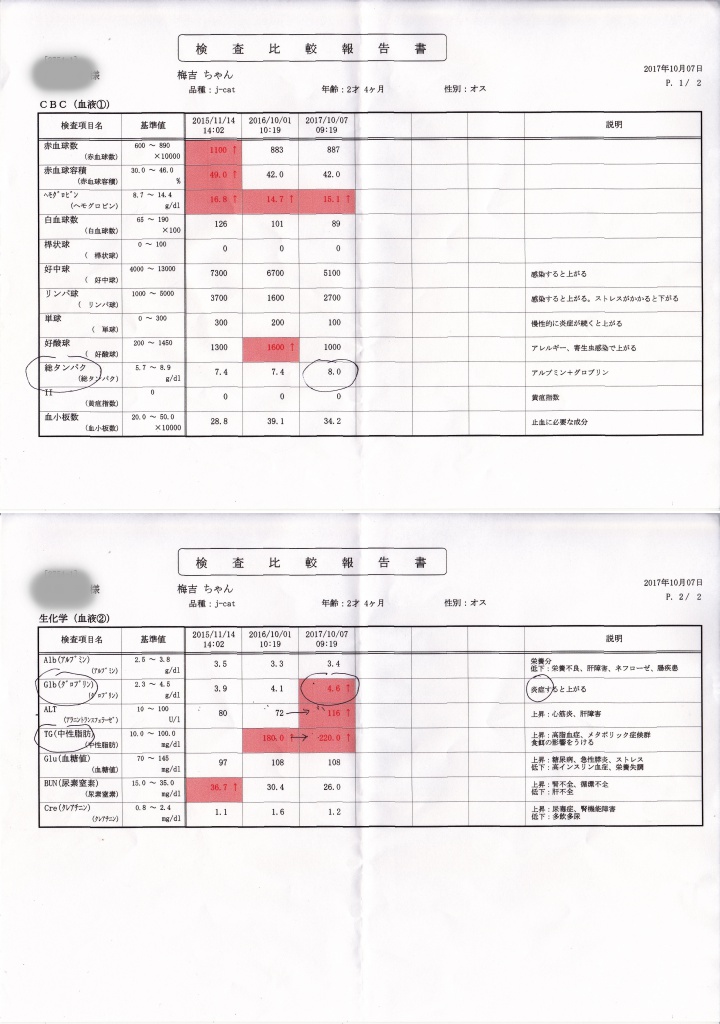 検査比較報告書
様
梅吉 ちゃん
2017年10月07日
品種:j-cat 年齢:2才 4ヶ月 性別:オス
P. 1/ 2
CBC(血液①)
検査項目名 基準値 2015/11/14 14:02 2016/10/01 10:19 2017/10/07 09:19 説明
赤血球数 600 ~ 890 1100 ↑ 883 887
(赤血球数) ×10000
赤血球容積 30.0 ~ 46.0 49.0 ↑ 42.0 42.0
(赤血球容積) %
ヘモグロビン 8.7 ~ 14.4 16.8 ↑ 14.7 ↑ 15.1 ↑
(ヘモグロビン) g/dl
白血球数 65 ~ 190 126 101 89
(白血球数) ×100
桿状球 0 ~ 100 0 0 0
( 桿状球)
好中球 4000 ~ 13000 7300 6700 5100 感染すると上がる
( 好中球)
リンパ球 1000 ~ 5000 3700 1600 2700 感染すると上がる。ストレスがかかると下がる
( リンパ球)
単球 0 ~ 300 300 200 100 慢性的に炎症が続くと上がる
( 単球)
好酸球 200 ~ 1450 1300 1600 ↑ 1000 アレルギー、寄生虫感染で上がる
( 好酸球)
総タンパク 5.7 ~ 8.9 7.4 7.4 8.0 アルブミン+グロブリン
(総タンパク) g/dl
II 0 0 0 0 黄疸指数
(黄疸指数)
血小板数 20.0 ~ 50.0 28.8 39.1 34.2 止血に必要な成分
(血小板数) ×10000
検査比較報告書
様
梅吉 ちゃん
2017年10月07日
品種:j-cat 年齢:2才 4ヶ月 性別:オス
P. 2/ 2
生化学(血液②)
検査項目名 基準値 2015/11/14 14:02 2016/10/01 10:19 2017/10/07 09:19 説明
Alb(アルブミン) 2.5 ~ 3.8 3.5 3.3 3.4 栄養分
(アルブミン) g/dl 低下:栄養不良、肝障害、ネフローゼ、腸疾患
Glb(グロブリン) 2.3 ~ 4.5 3.9 4.1 4.6 ↑ 炎症すると上がる
(グロブリン) g/dl
ALT 10 ~ 100 80 72 → 116 ↑ 上昇:心筋炎、肝障害
(アラニントランスフェラーゼ) U/l
TG(中性脂肪) 10.0 ~ 100.0 180.0 ↑ → 220.0 ↑ 上昇:高脂血症、メタボリック症候群
(中性脂肪) mg/dl 食餌の影響をうける
Glu(血糖値) 70 ~ 145 97 108 108 上昇:糖尿病、急性膵炎、ストレス
(血糖値) mg/dl 低下:高インスリン血症、栄養失調
BUN(尿素窒素) 15.0 ~ 35.0 36.7 ↑ 30.4 26.0 上昇:腎不全、循環不全
(尿素窒素) mg/dl 低下:肝不全
Cre(クレアチニン) 0.8 ~ 2.4 1.1 1.6 1.2 上昇:尿毒症、腎機能障害
(クレアチニン) mg/dl 低下:多飲多尿